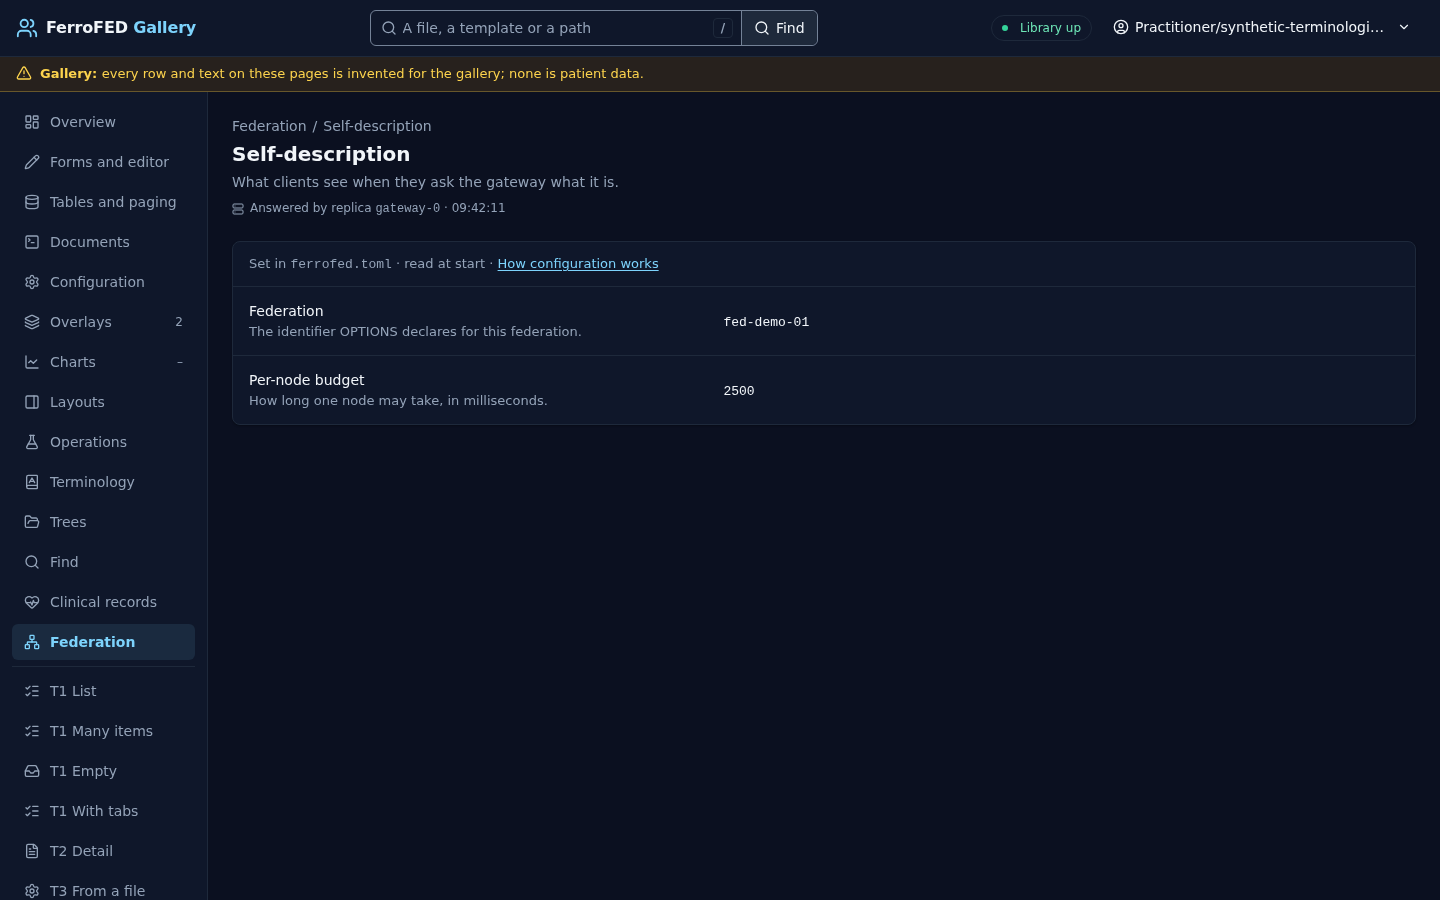 FerroFED Gallery
A file, a template or a path
/
Find
Library up
Practitioner/synthetic-terminologi...
Gallery: every row and text on these pages is invented for the gallery; none is patient data.
Overview
Forms and editor
Tables and paging
Documents
Configuration
Overlays 2
Charts –
Layouts
Operations
Terminology
Trees
Find
Clinical records
Federation
T1 List
T1 Many items
T1 Empty
T1 With tabs
T2 Detail
T3 From a file
Federation / Self-description
Self-description
What clients see when they ask the gateway what it is.
Answered by replica gateway-0 · 09:42:11
Set in ferrofed.toml · read at start · How configuration works
Federation
The identifier OPTIONS declares for this federation.
fed-demo-01
Per-node budget
How long one node may take, in milliseconds.
2500